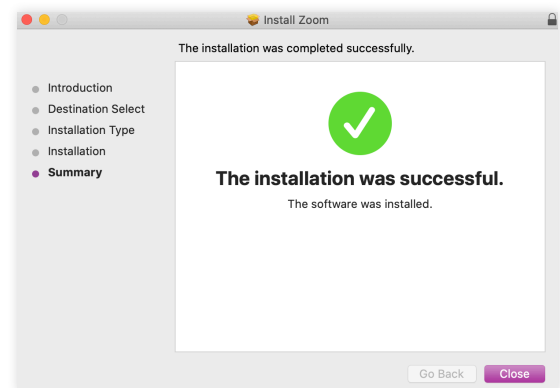 Install Zoom
The installation was completed successfully.
Introduction
Destination Select
Installation Type
Installation
Summary
The installation was successful.
The software was installed.
Go Back
Close